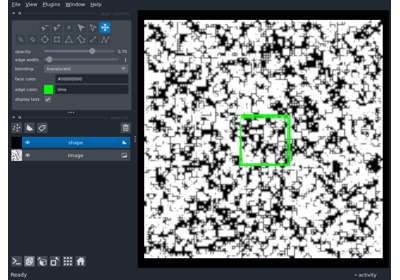 File View Plugins Window Help
opacity: 0.70
edge width: 1
blending: translucent
face color: #00000000
edge color: lime
display text: ✓
shape
image
Ready
activity